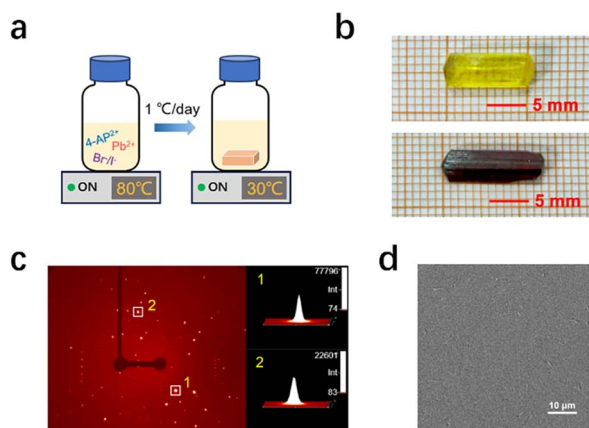 a
1 ℃/day
4-AP²⁺
Pb²⁺
Br⁻/I⁻
ON 80℃
ON 30℃
b
5 mm
5 mm
c
2
1
1
77796
Int
74
2
22601
Int
83
d
10 μm